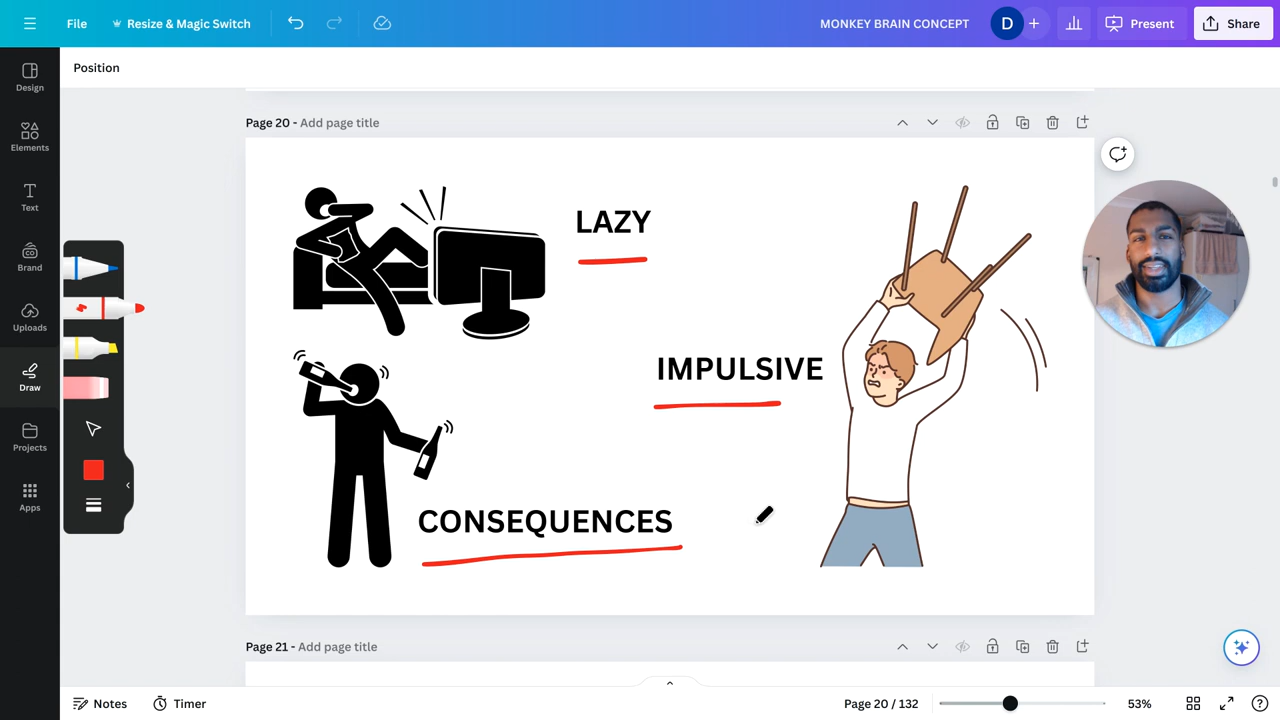 File
Resize & Magic Switch
MONKEY BRAIN CONCEPT
D
Present
Share
Position
Design
Elements
Text
Brand
Uploads
Draw
Projects
Apps
Page 20 - Add page title
LAZY
IMPULSIVE
CONSEQUENCES
Page 21 - Add page title
Notes
Timer
Page 20 / 132
53%